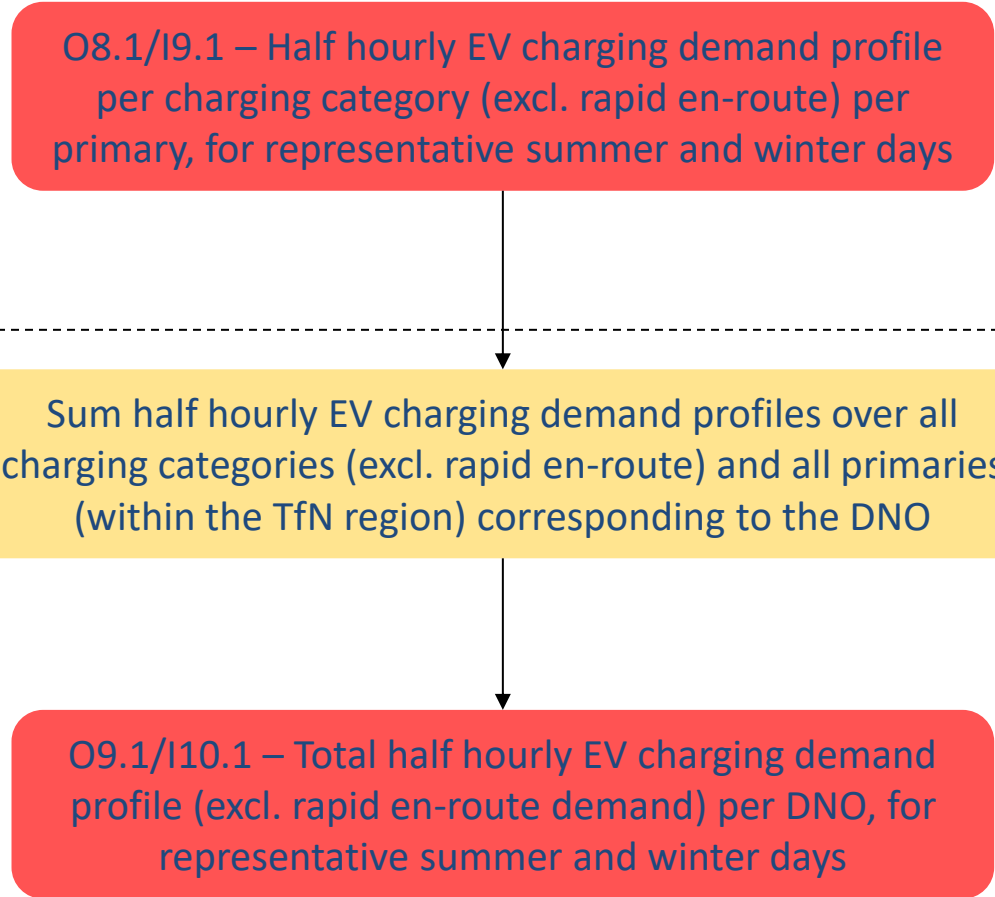 O8.1/I9.1 – Half hourly EV charging demand profile
per charging category (excl. rapid en-route) per
primary, for representative summer and winter days
Sum half hourly EV charging demand profiles over all
charging categories (excl. rapid en-route) and all primaries
(within the TfN region) corresponding to the DNO
O9.1/I10.1 – Total half hourly EV charging demand
profile (excl. rapid en-route demand) per DNO, for
representative summer and winter days